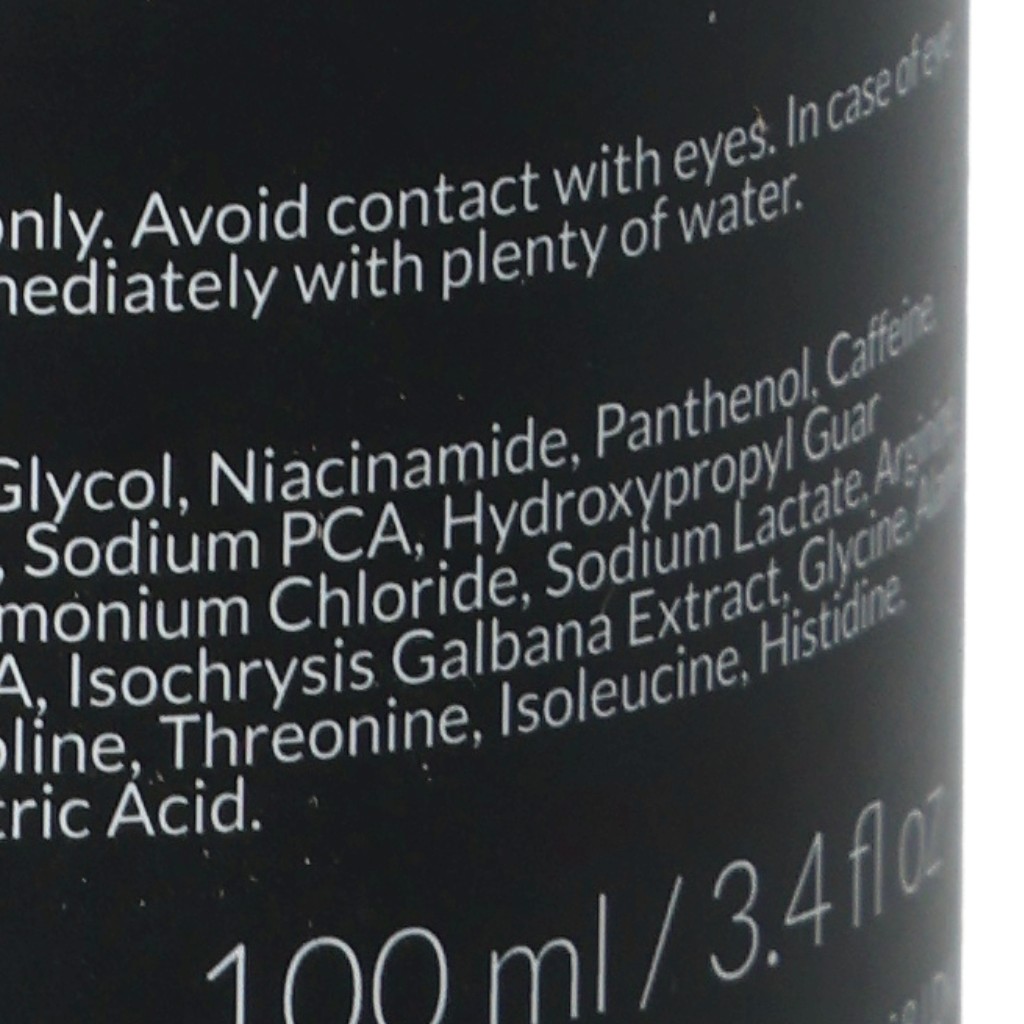 only. Avoid contact with eyes. In case of eye
mediately with plenty of water.
Glycol, Niacinamide, Panthenol, Caffeine,
, Sodium PCA, Hydroxypropyl Guar
monium Chloride, Sodium Lactate, Arginine,
A, Isochrysis Galbana Extract, Glycine,
oline, Threonine, Isoleucine, Histidine,
tric Acid.
100 ml / 3.4 fl oz